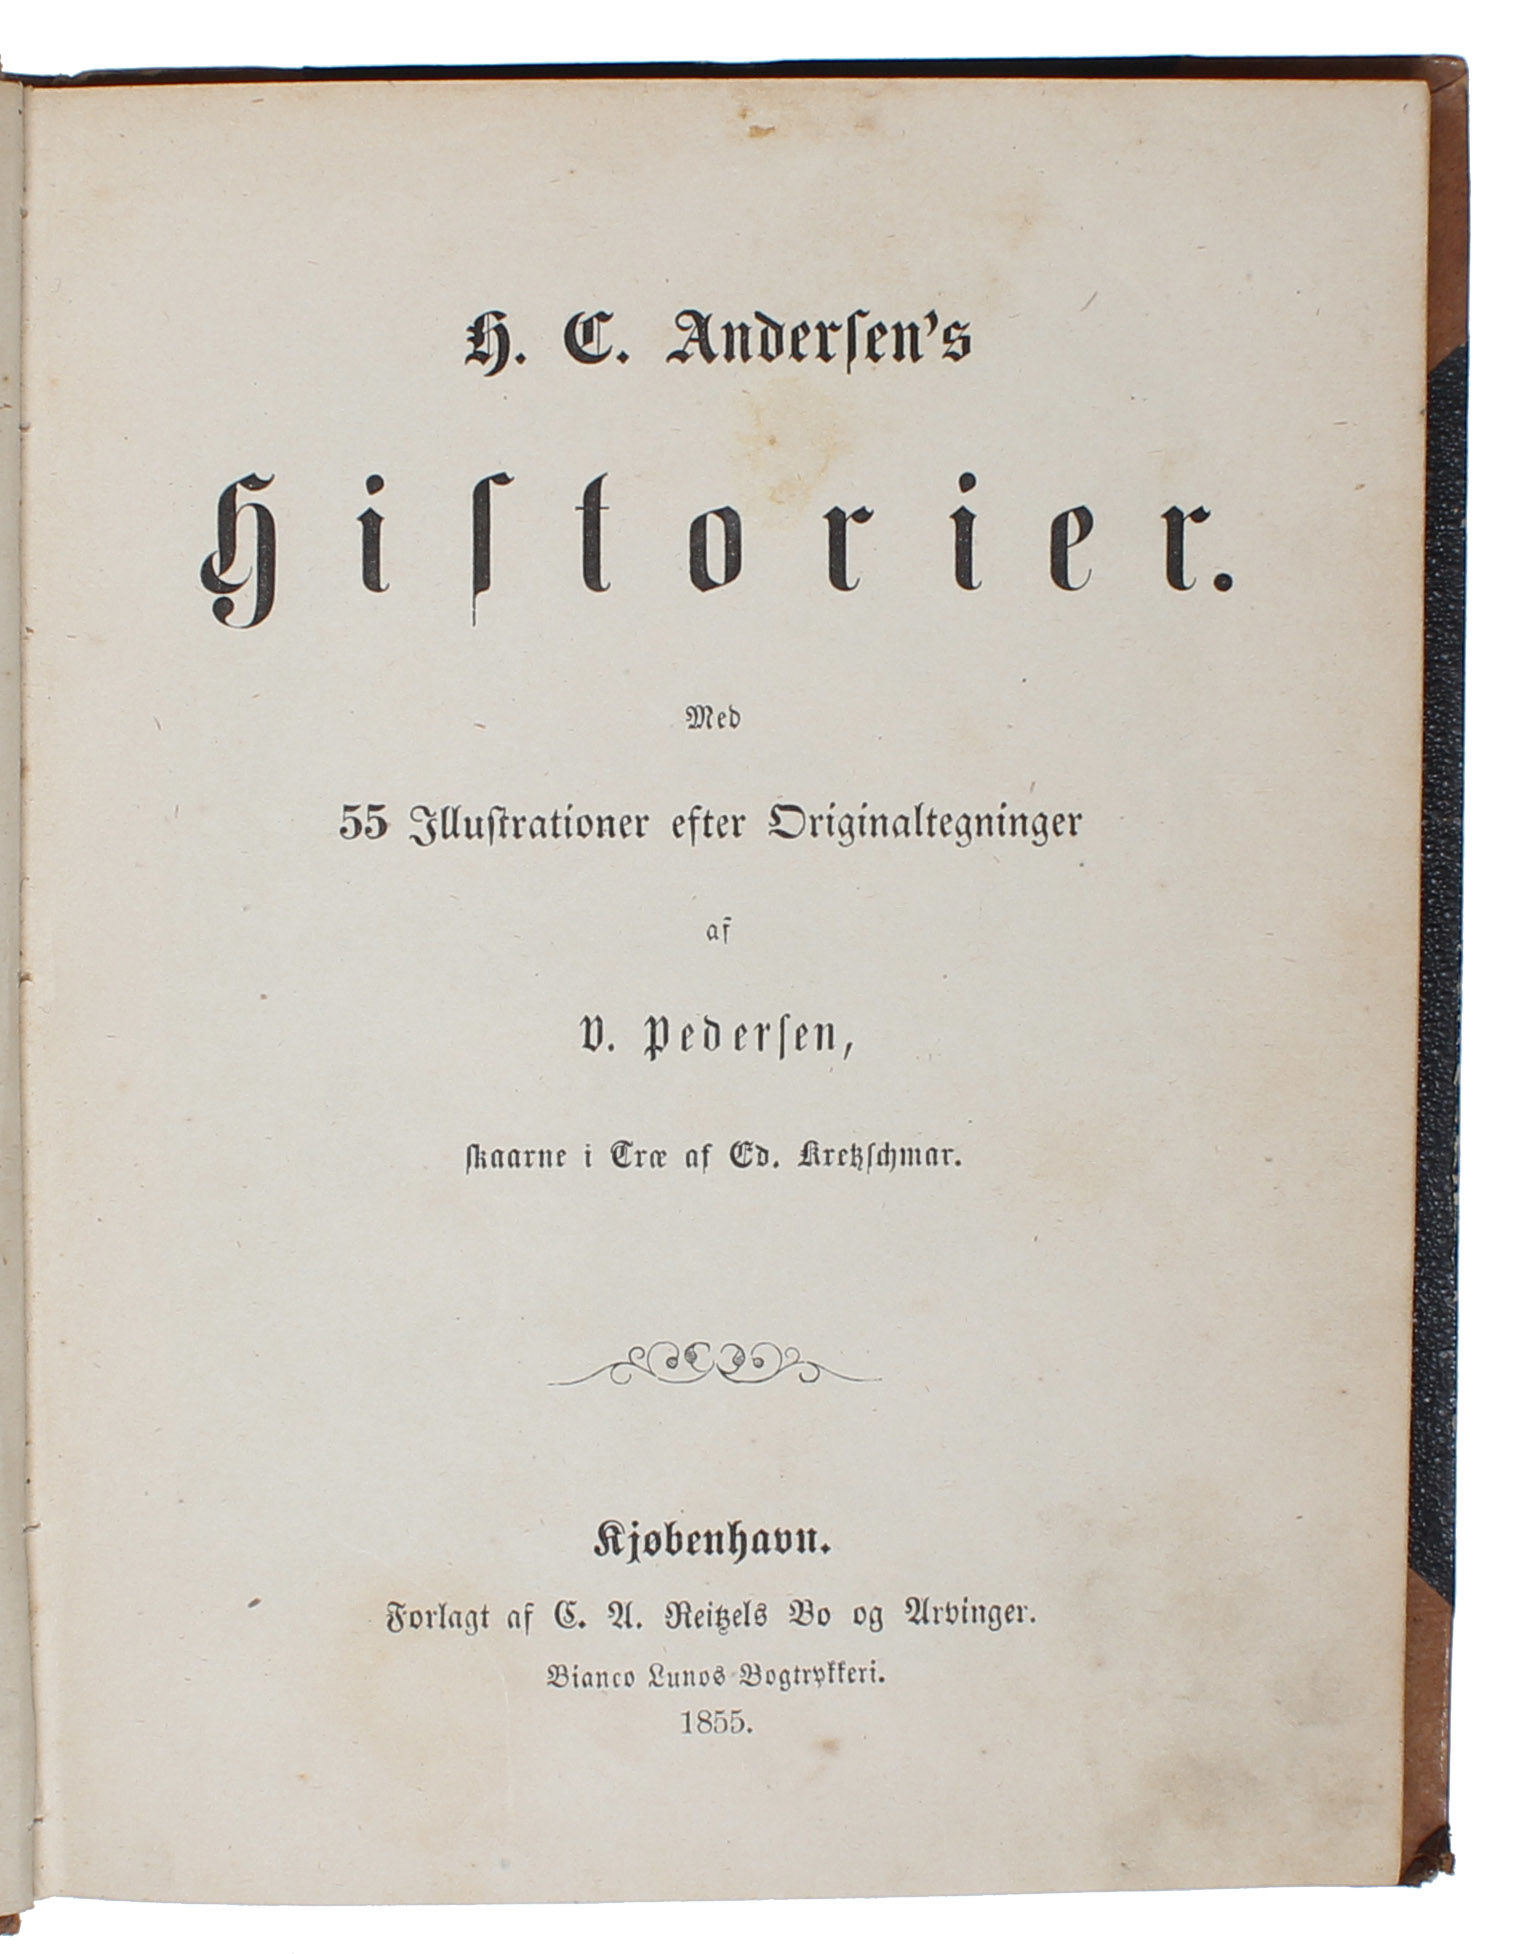 H. C. Andersen's
Historier.
Med
55 Illustrationer efter Originaltegninger
af
V. Pedersen,
skaarne i Træ af Ed. Kretzschmar.
Kjøbenhavn.
Forlagt af C. A. Reitzels Bo og Arvinger.
Bianco Lunos Bogtrykkeri.
1855.